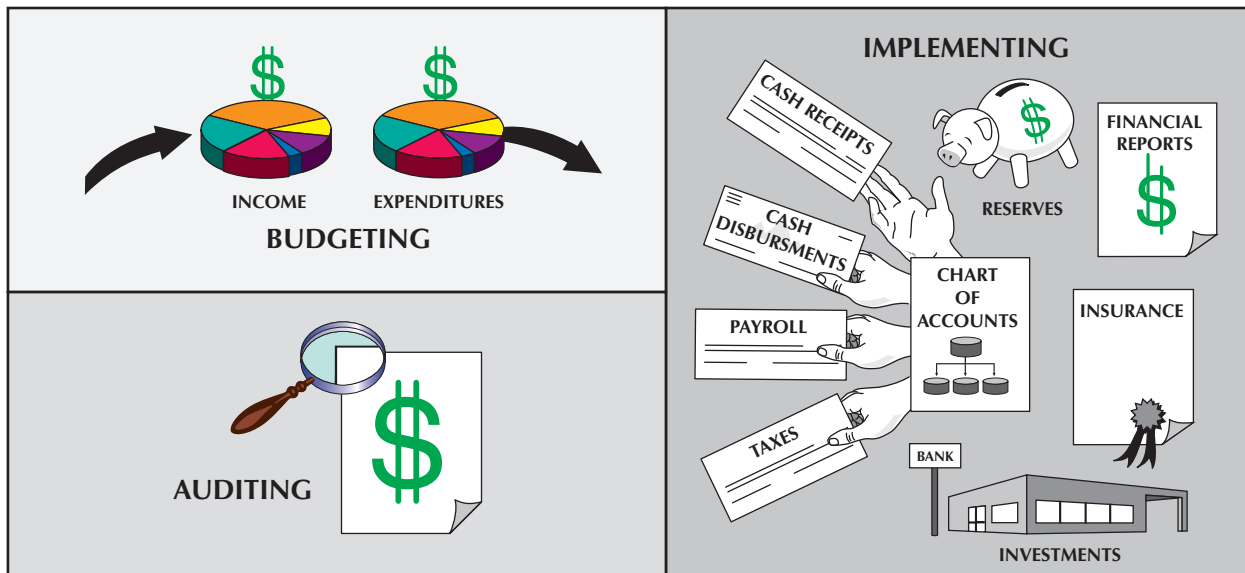 $
$
INCOME
EXPENDITURES
BUDGETING
$
AUDITING
IMPLEMENTING
CASH RECEIPTS
$
RESERVES
FINANCIAL
REPORTS
$
CASH
DISBURSMENTS
CHART
OF
ACCOUNTS
PAYROLL
INSURANCE
TAXES
BANK
INVESTMENTS